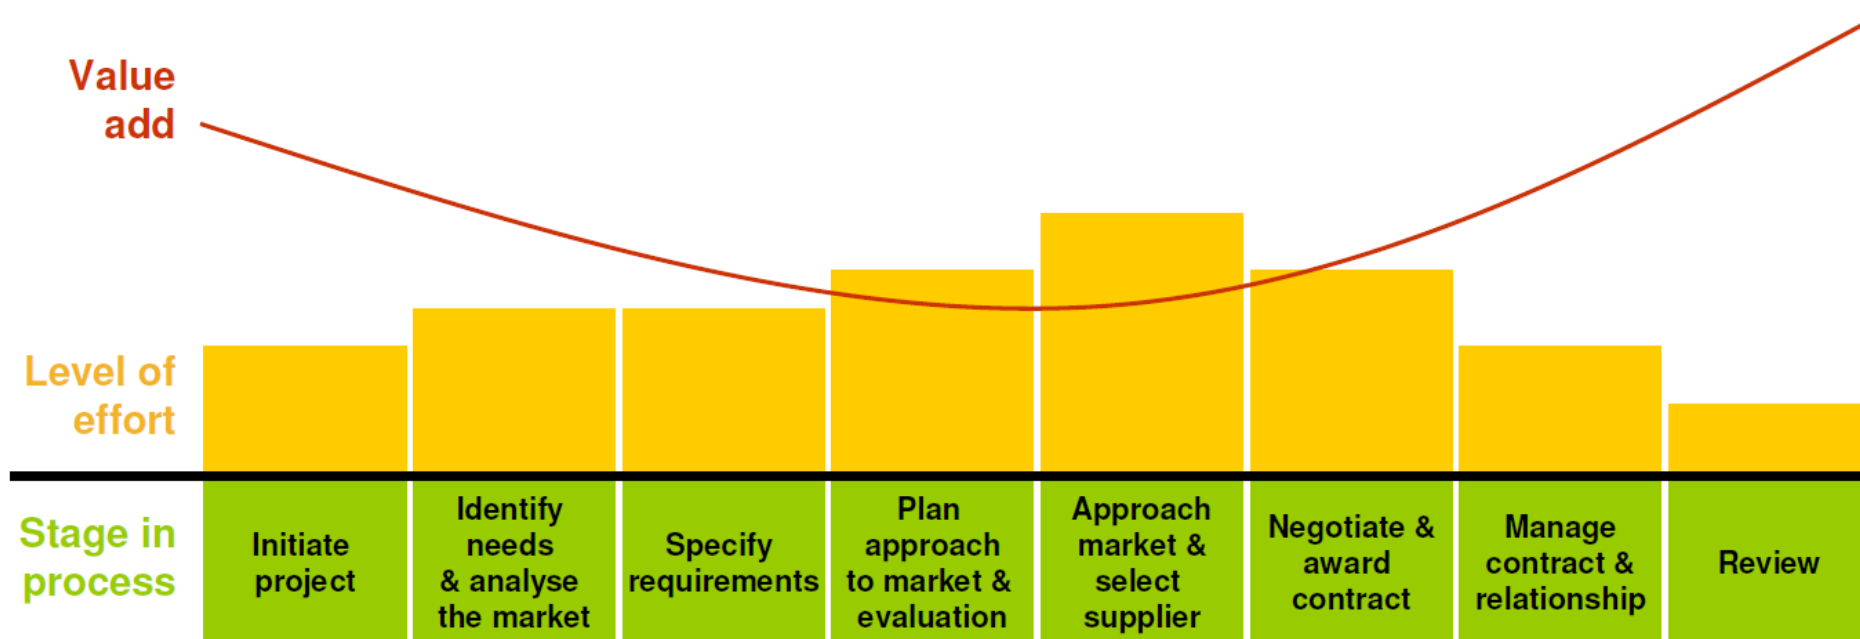 Value
add
Level of
effort
Stage in
process
Initiate
project
Identify
needs
& analyse
the market
Specify
requirements
Plan
approach
to market &
evaluation
Approach
market &
select
supplier
Negotiate &
award
contract
Manage
contract &
relationship
Review